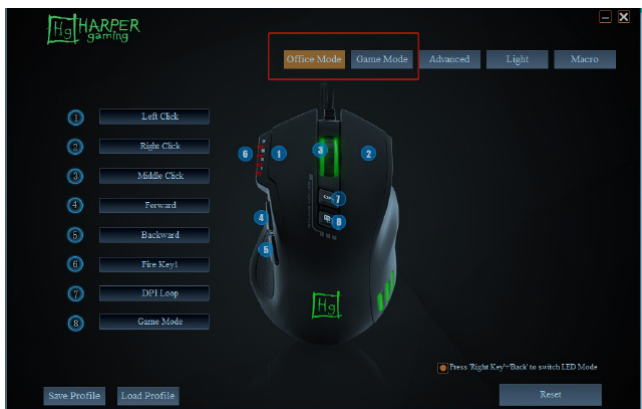 Hg HARPER
gaming
Office Mode Game Mode Advanced Light Macro
1 Left Click
2 Right Click
3 Middle Click
4 Forward
5 Backward
6 Fire Key1
7 DPI Loop
8 Game Mode
6 1 3 2
7
8
4
5
Hg
Press 'Right Key'+'Back' to switch LED Mode
Save Profile Load Profile Reset